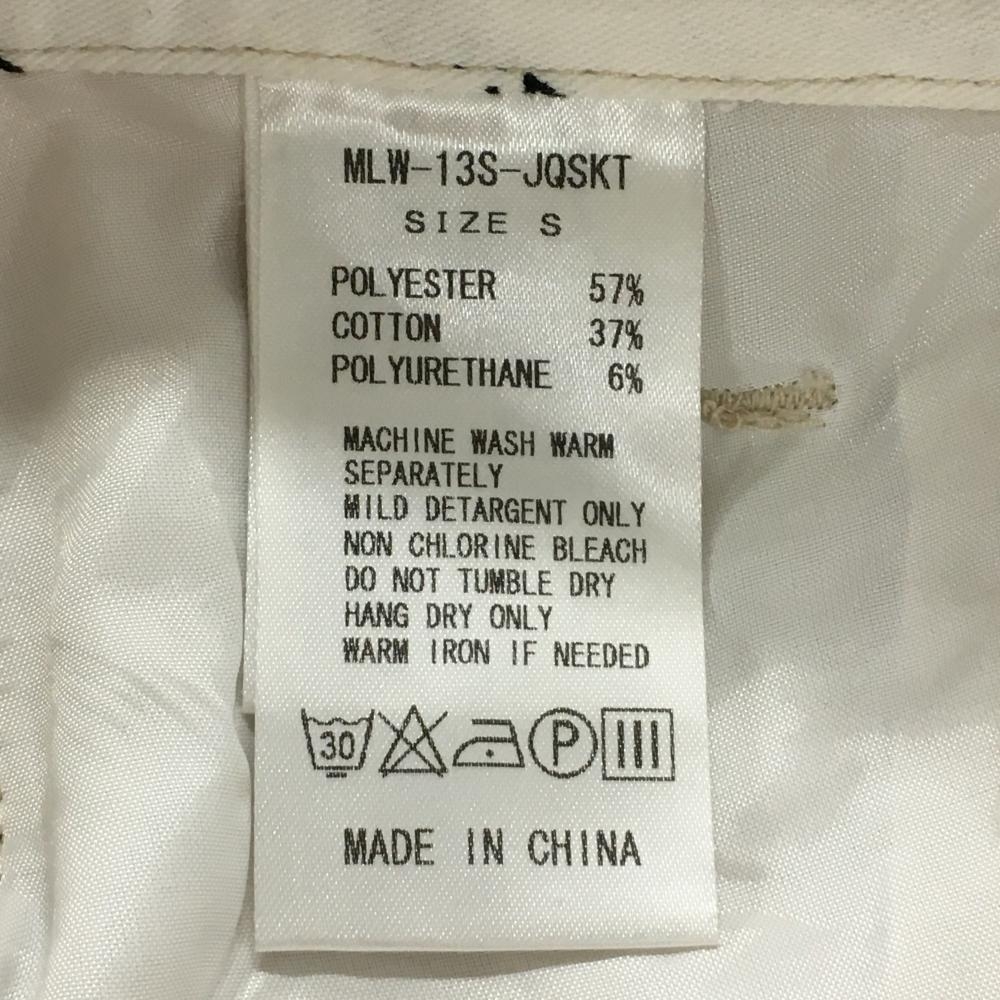 MLW-13S-JQSKT
SIZE S
POLYESTER 57%
COTTON 37%
POLYURETHANE 6%
MACHINE WASH WARM
SEPARATELY
MILD DETARGENT ONLY
NON CHLORINE BLEACH
DO NOT TUMBLE DRY
HANG DRY ONLY
WARM IRON IF NEEDED
30 P
MADE IN CHINA